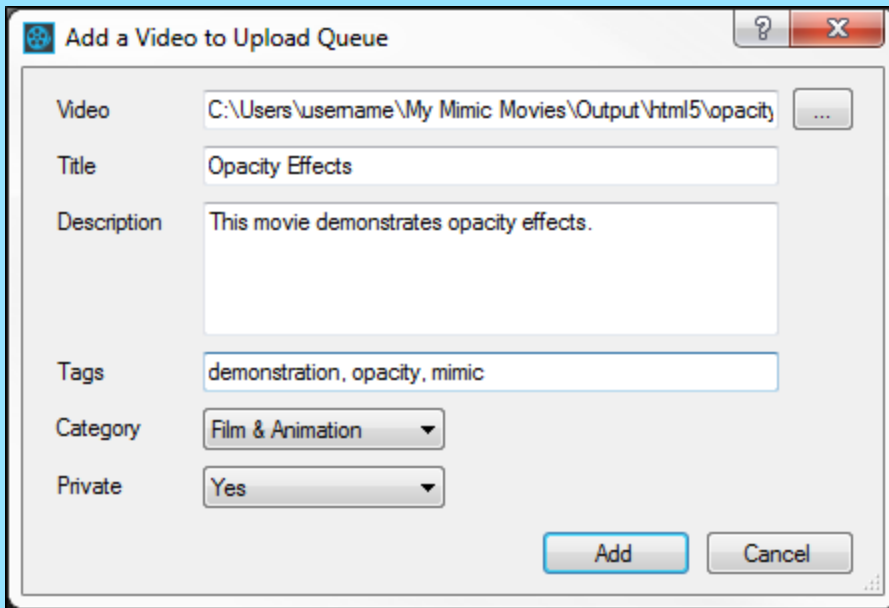 Add a Video to Upload Queue
Video C:\Users\username\My Mimic Movies\Output\html5\opacity ...
Title Opacity Effects
Description This movie demonstrates opacity effects.
Tags demonstration, opacity, mimic
Category Film & Animation
Private Yes
Add Cancel